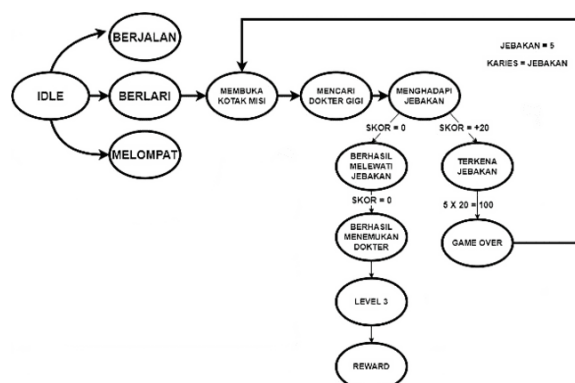 BERJALAN
JEBAKAN = 5
KARIES = JEBAKAN
IDLE
BERLARI
MEMBUKA
KOTAK MISI
MENCARI
DOKTER GIGI
MENGHADAPI
JEBAKAN
MELOMPAT
SKOR = 0
SKOR = +20
BERHASIL
MELEWATI
JEBAKAN
TERKENA
JEBAKAN
SKOR = 0
5 X 20 = 100
BERHASIL
MENEMUKAN
DOKTER
GAME OVER
LEVEL 3
REWARD